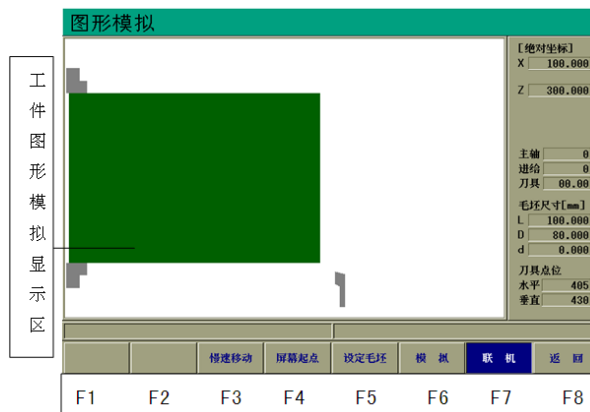 图形模拟
工件图形模拟显示区
[绝对坐标]
X 100.000
Z 300.000
主轴 0
进给 0
刀具 00.00
毛坯尺寸[mm]
L 100.000
D 80.000
d 0.000
刀具点位
水平 405
垂直 430
慢速移动 屏幕起点 设定毛坯 模 拟 联 机 返 回
F1 F2 F3 F4 F5 F6 F7 F8